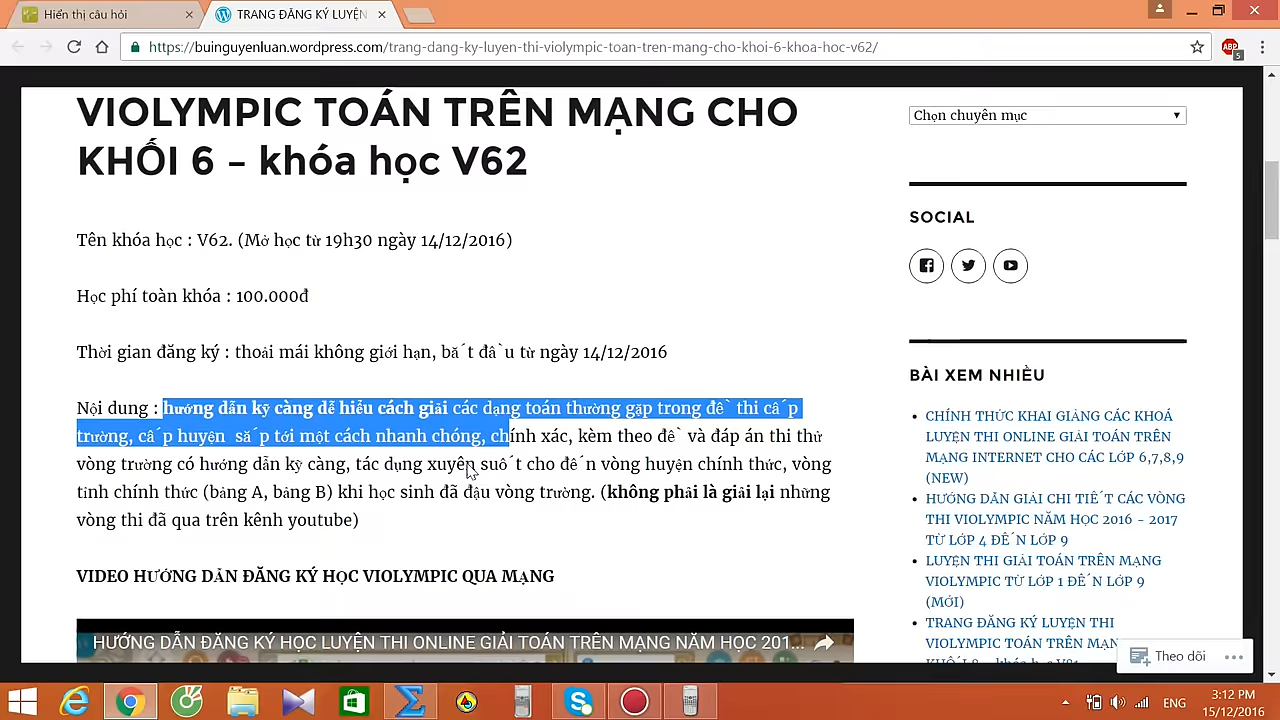 Hiển thị câu hỏi
TRANG ĐĂNG KÝ LUYỆN
https://buinguyenluan.wordpress.com/trang-dang-ky-luyen-thi-violympic-toan-tren-mang-cho-khoi-6-khoa-hoc-v62/
ABP
5
VIOLYMPIC TOÁN TRÊN MẠNG CHO
KHỐI 6 – khóa học V62
Tên khóa học : V62. (Mở học từ 19h30 ngày 14/12/2016)
Học phí toàn khóa : 100.000đ
Thời gian đăng ký : thoải mái không giới hạn, bắt đầu từ ngày 14/12/2016
Nội dung : hướng dẫn kỹ càng dễ hiểu cách giải các dạng toán thường gặp trong đề thi cấp
trường, cấp huyện sắp tới một cách nhanh chóng, chính xác, kèm theo đề và đáp án thi thử
vòng trường có hướng dẫn kỹ càng, tác dụng xuyên suốt cho đến vòng huyện chính thức, vòng
tỉnh chính thức (bảng A, bảng B) khi học sinh đã đậu vòng trường. (không phải là giải lại những
vòng thi đã qua trên kênh youtube)
VIDEO HƯỚNG DẪN ĐĂNG KÝ HỌC VIOLYMPIC QUA MẠNG
HƯỚNG DẪN ĐĂNG KÝ HỌC LUYỆN THI ONLINE GIẢI TOÁN TRÊN MẠNG NĂM HỌC 201...
Chọn chuyên mục
SOCIAL
BÀI XEM NHIỀU
CHÍNH THỨC KHAI GIẢNG CÁC KHOÁ
LUYỆN THI ONLINE GIẢI TOÁN TRÊN
MẠNG INTERNET CHO CÁC LỚP 6,7,8,9
(NEW)
HƯỚNG DẪN GIẢI CHI TIẾT CÁC VÒNG
THI VIOLYMPIC NĂM HỌC 2016 - 2017
TỪ LỚP 4 ĐẾN LỚP 9
LUYỆN THI GIẢI TOÁN TRÊN MẠNG
VIOLYMPIC TỪ LỚP 1 ĐẾN LỚP 9
(MỚI)
TRANG ĐĂNG KÝ LUYỆN THI
VIOLYMPIC TOÁN TRÊN MẠNG
Theo dõi
ENG
3:12 PM
15/12/2016